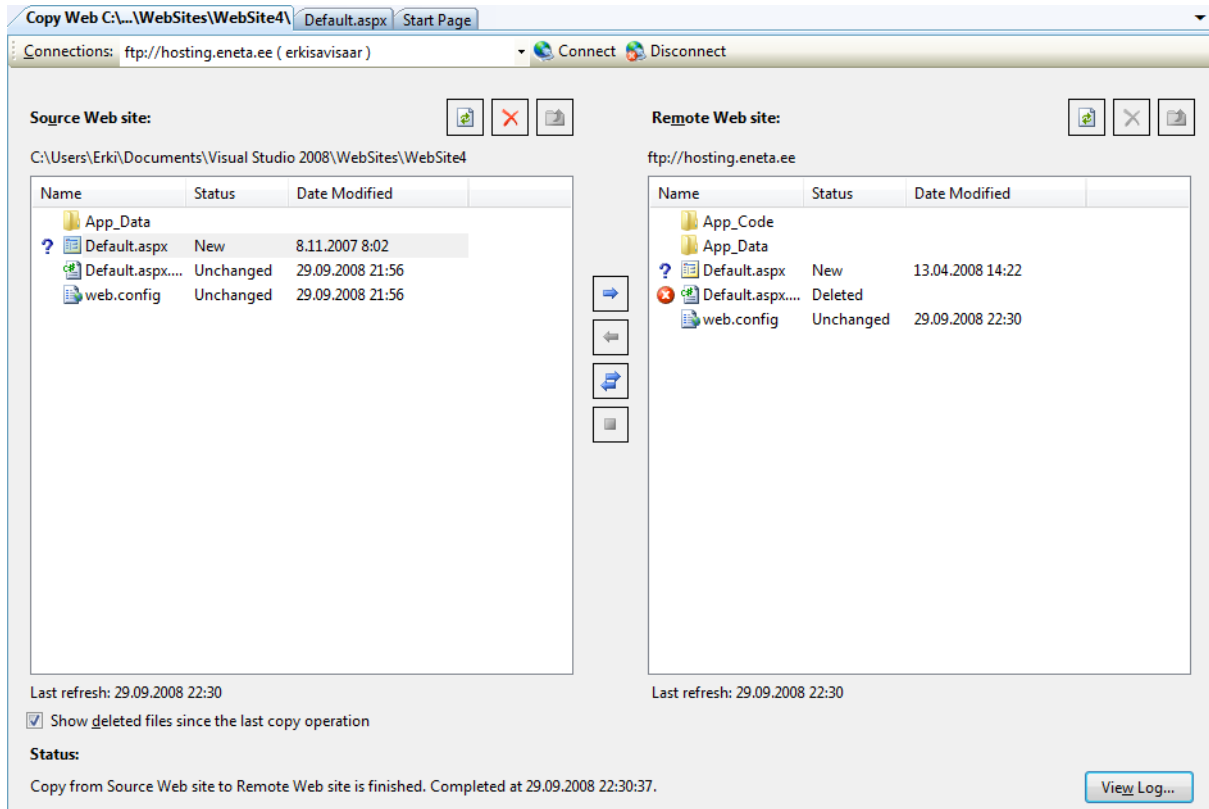 Copy Web C:\...\WebSites\WebSite4\ Default.aspx Start Page
Connections: ftp://hosting.eneta.ee ( erkisavisaar ) Connect Disconnect
Source Web site:
C:\Users\Erki\Documents\Visual Studio 2008\WebSites\WebSite4
Name Status Date Modified
App_Data
? Default.aspx New 8.11.2007 8:02
Default.aspx.... Unchanged 29.09.2008 21:56
web.config Unchanged 29.09.2008 21:56
Last refresh: 29.09.2008 22:30
Remote Web site:
ftp://hosting.eneta.ee
Name Status Date Modified
App_Code
App_Data
? Default.aspx New 13.04.2008 14:22
Default.aspx.... Deleted
web.config Unchanged 29.09.2008 22:30
Last refresh: 29.09.2008 22:30
Show deleted files since the last copy operation
Status:
Copy from Source Web site to Remote Web site is finished. Completed at 29.09.2008 22:30:37.
View Log...